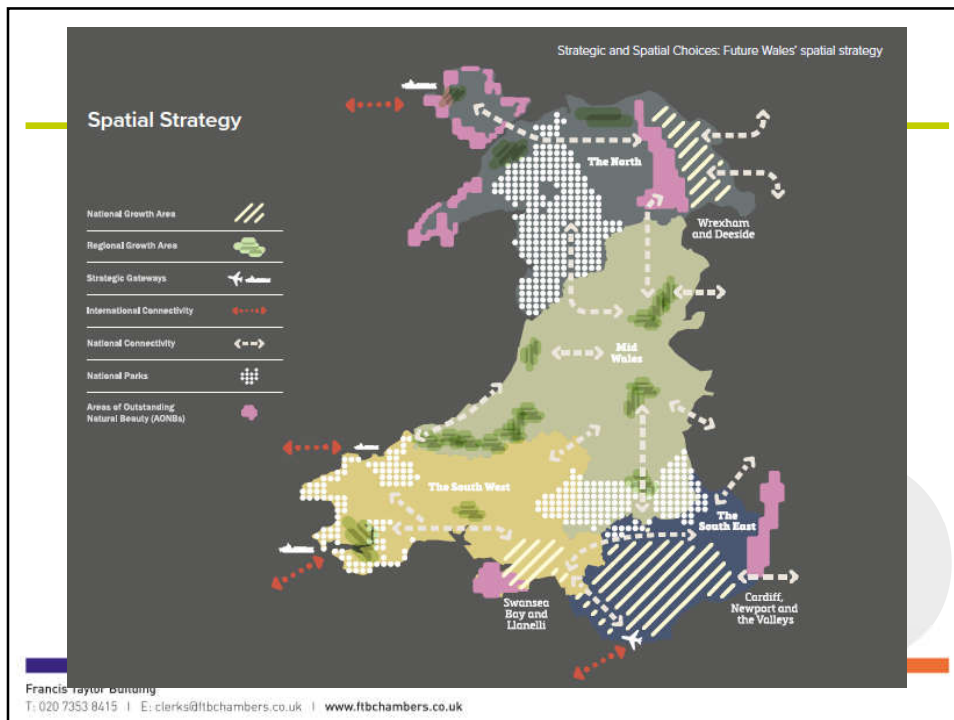 Strategic and Spatial Choices: Future Wales' spatial strategy
Spatial Strategy
National Growth Area
Regional Growth Area
Strategic Gateways
International Connectivity
National Connectivity
National Parks
Areas of Outstanding
Natural Beauty (AONBs)
The North
Wrexham
and Deeside
Mid
Wales
The South West
The
South East
Swansea
Bay and
Llanelli
Cardiff,
Newport and
the Valleys
Francis Taylor Building
T: 020 7353 8415 I E: clerks@ftbchambers.co.uk I www.ftbchambers.co.uk